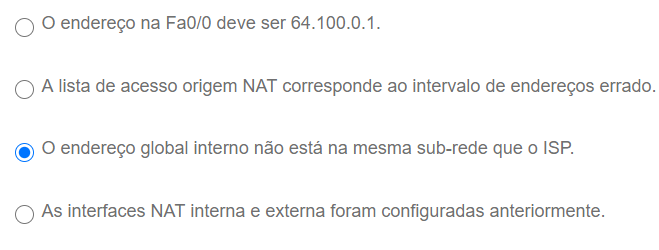 O endereço na Fa0/0 deve ser 64.100.0.1.
A lista de acesso origem NAT corresponde ao intervalo de endereços errado.
O endereço global interno não está na mesma sub-rede que o ISP.
As interfaces NAT interna e externa foram configuradas anteriormente.